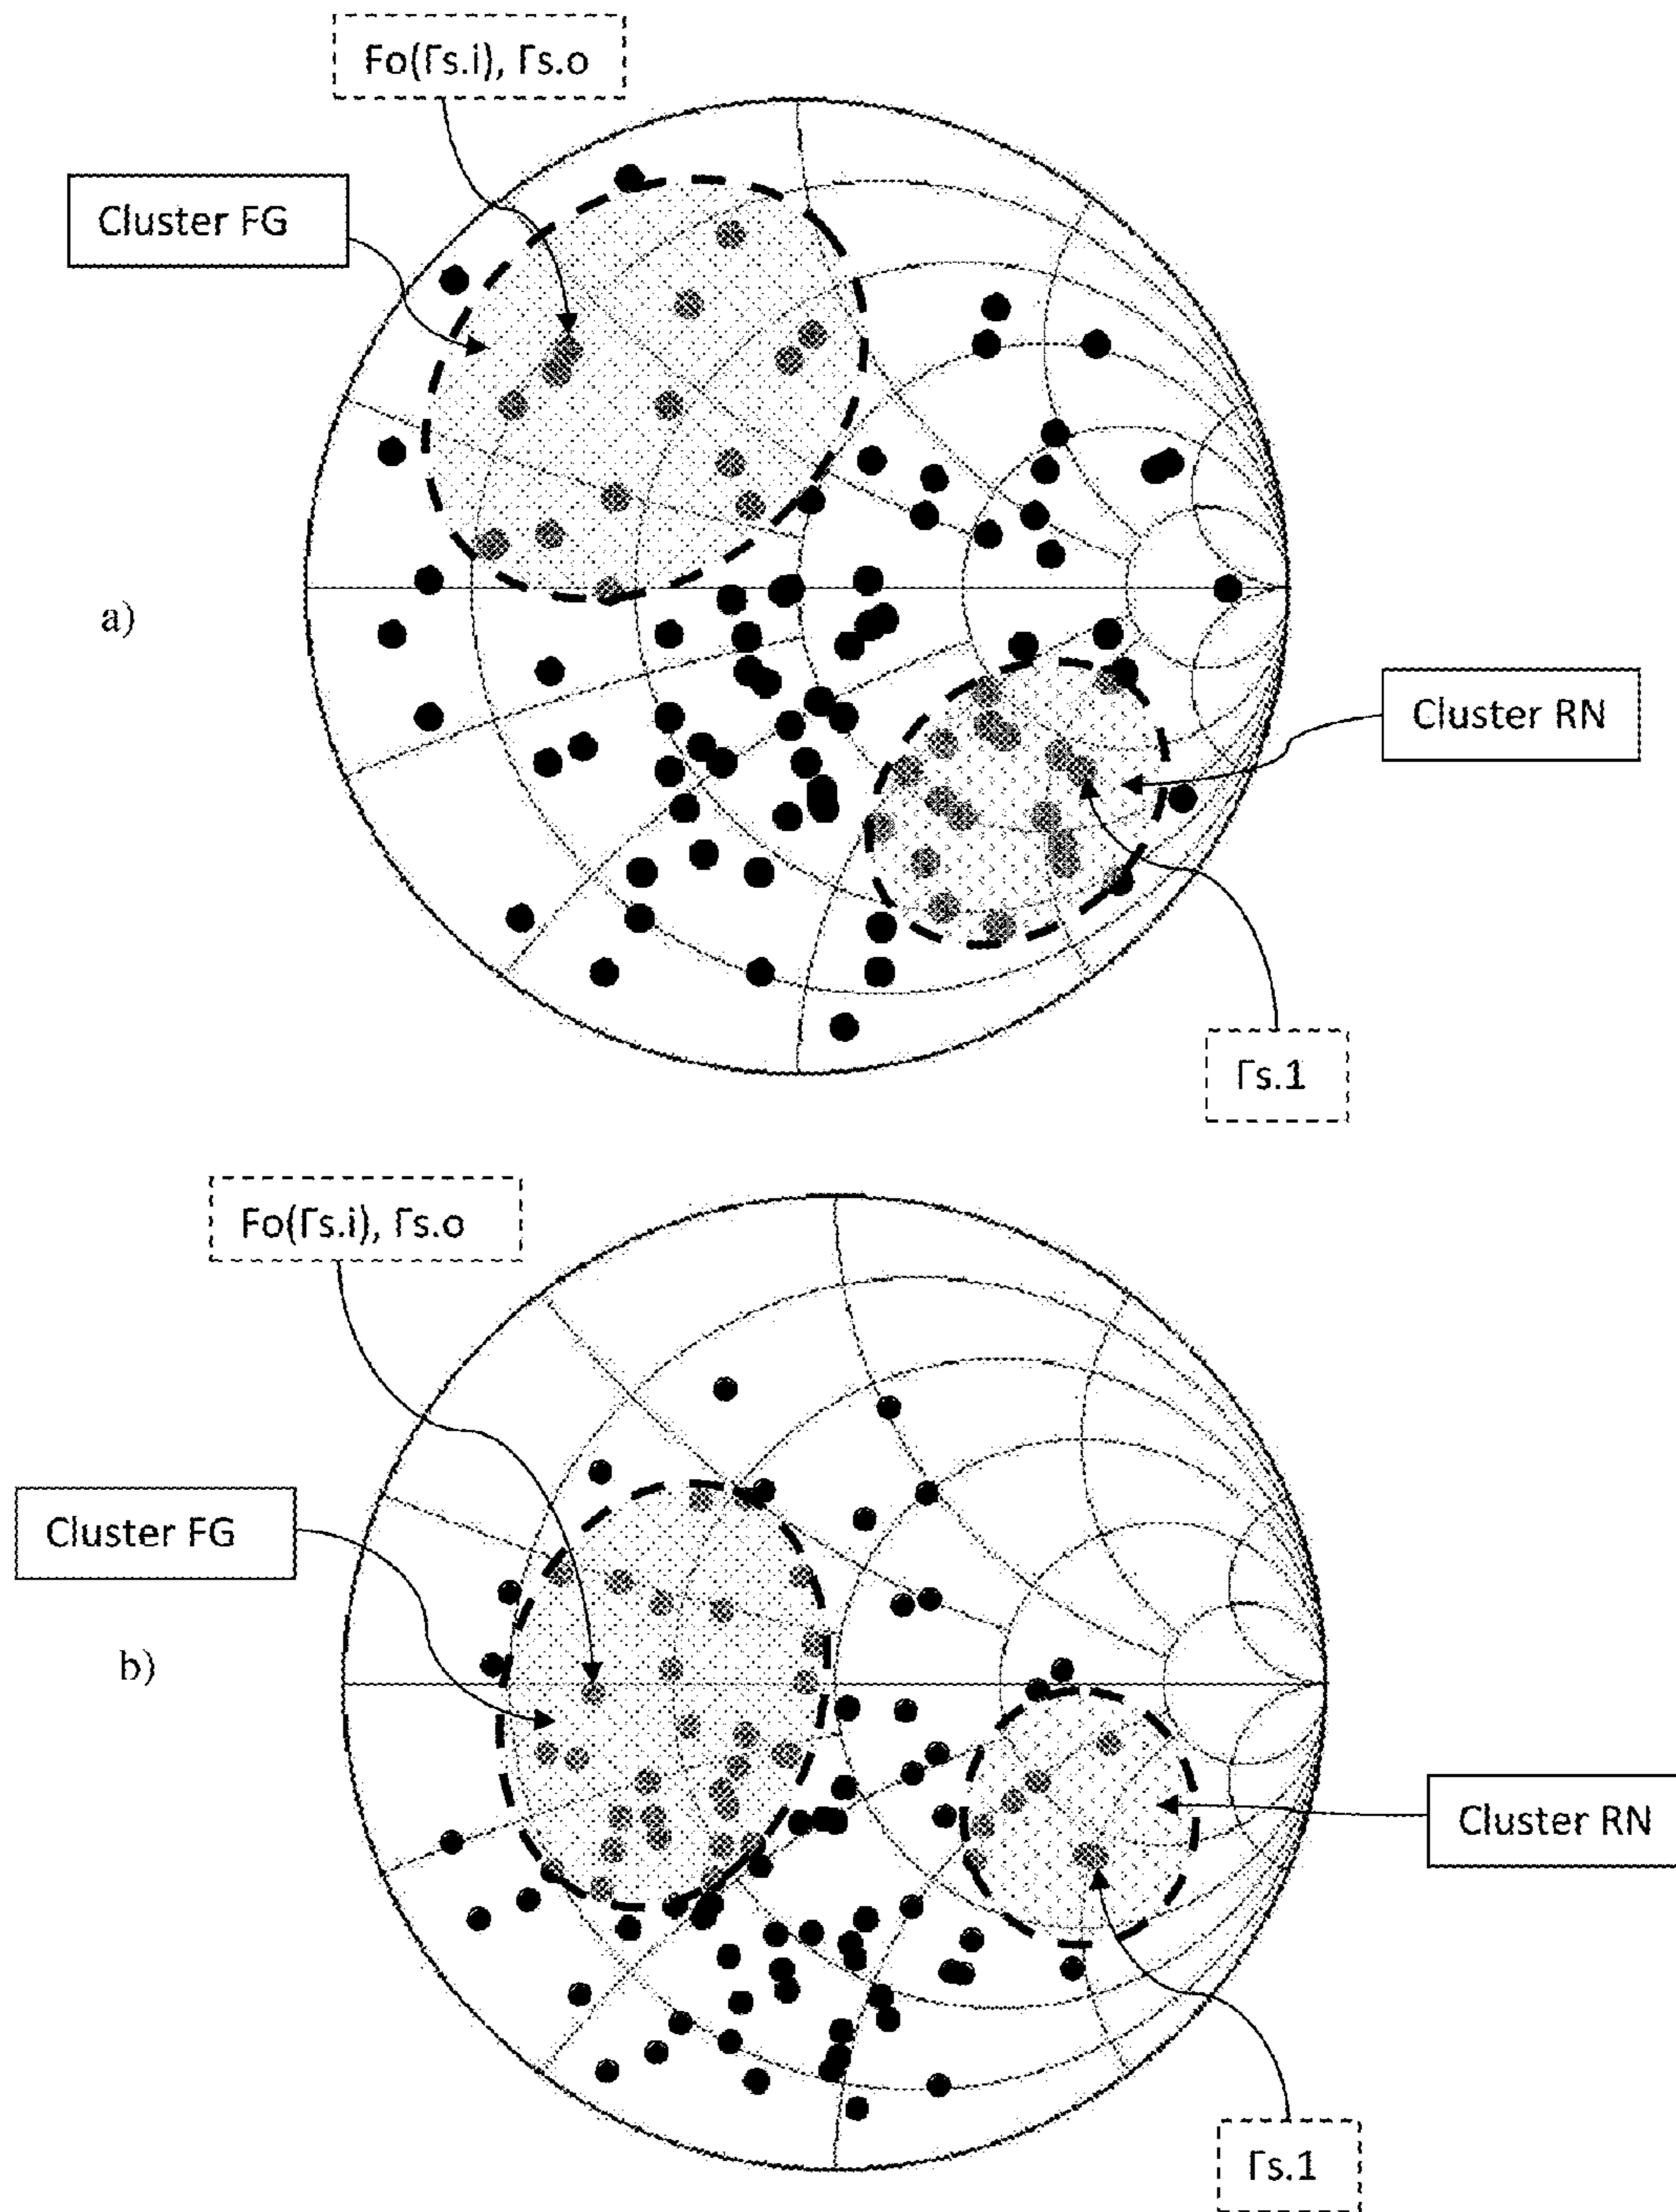 Fo(Γs.i), Γs.o
Cluster FG
a)
Cluster RN
Γs.1
Fo(Γs.i), Γs.o
Cluster FG
b)
Cluster RN
Γs.1